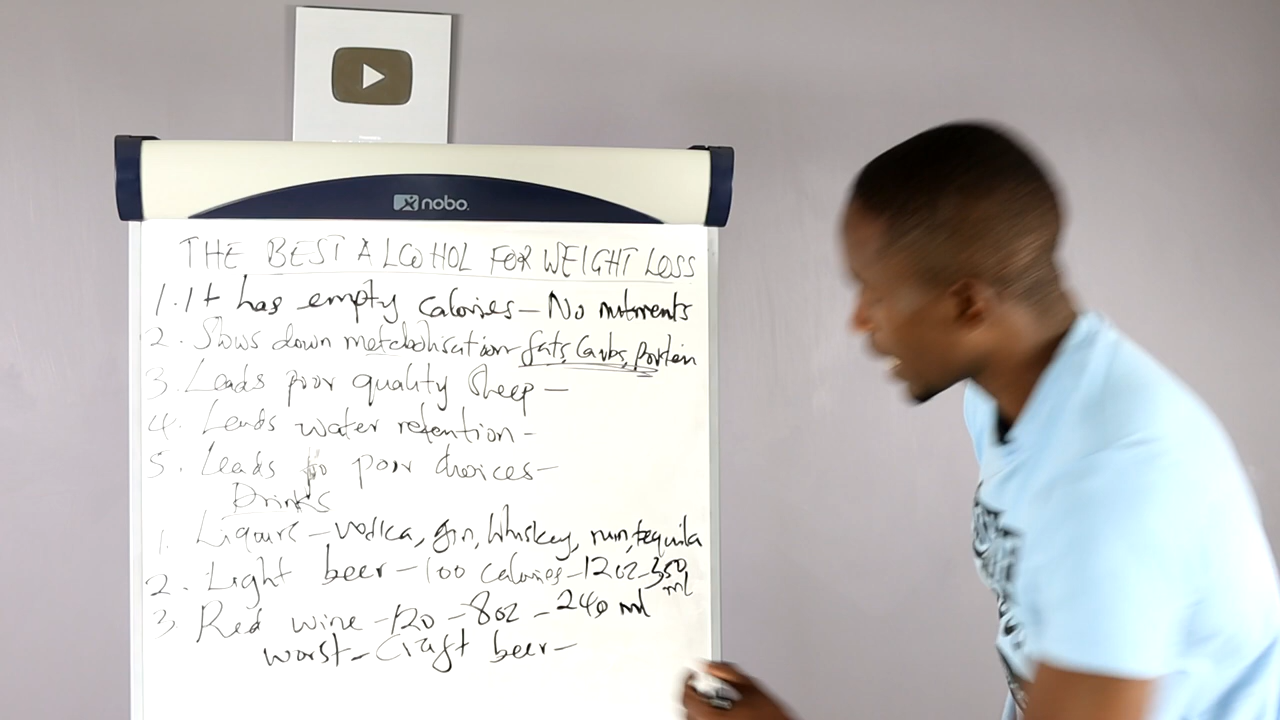 nobo
THE BEST ALCOHOL FOR WEIGHT LOSS
1. It has empty calories - No nutrients
2. Slows down metabolisation fats, Carbs, protein
3. Leads poor quality sleep -
4. Leads water retention -
5. Leads to poor choices -
Drinks
1. Liquire - vodka, gin, Whiskey, rum, tequila
2. Light beer - 100 calories - 12oz - 350 ml
3. Red wine - 120 - 8oz - 240 ml
worst - Craft beer -